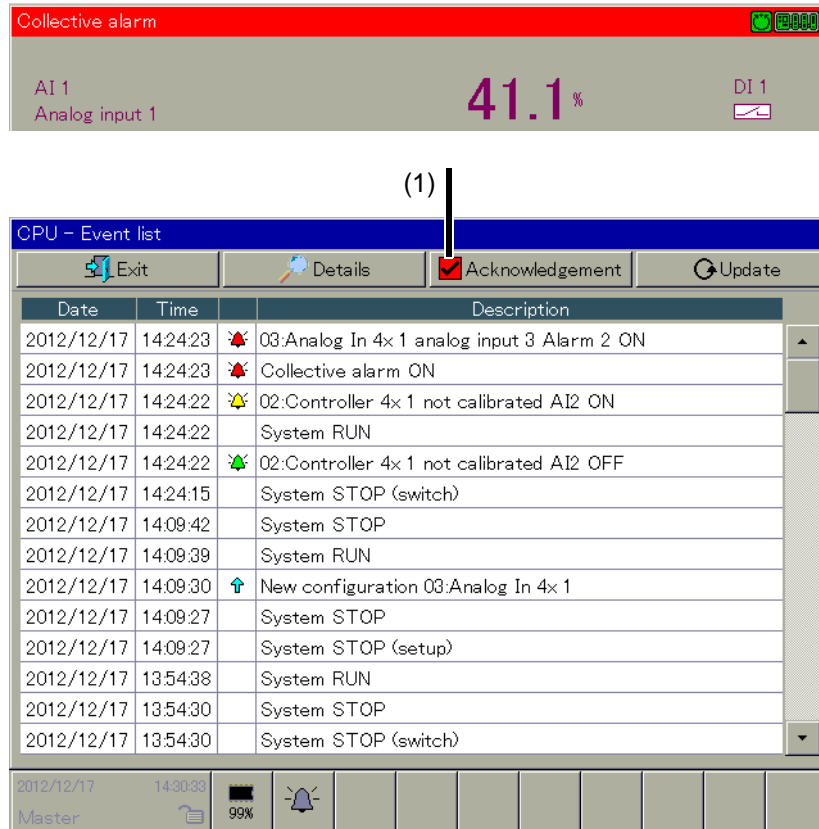 Collective alarm
AI 1
Analog input 1
41.1 %
DI 1
(1)
CPU - Event list
Exit Details Acknowledgement Update
Date Time Description
2012/12/17 14:24:23 03:Analog In 4x 1 analog input 3 Alarm 2 ON
2012/12/17 14:24:23 Collective alarm ON
2012/12/17 14:24:22 02:Controller 4x 1 not calibrated AI2 ON
2012/12/17 14:24:22 System RUN
2012/12/17 14:24:22 02:Controller 4x 1 not calibrated AI2 OFF
2012/12/17 14:24:15 System STOP (switch)
2012/12/17 14:09:42 System STOP
2012/12/17 14:09:39 System RUN
2012/12/17 14:09:30 New configuration 03:Analog In 4x 1
2012/12/17 14:09:27 System STOP
2012/12/17 14:09:27 System STOP (setup)
2012/12/17 13:54:38 System RUN
2012/12/17 13:54:30 System STOP
2012/12/17 13:54:30 System STOP (switch)
2012/12/17 14:30:33
Master
99%